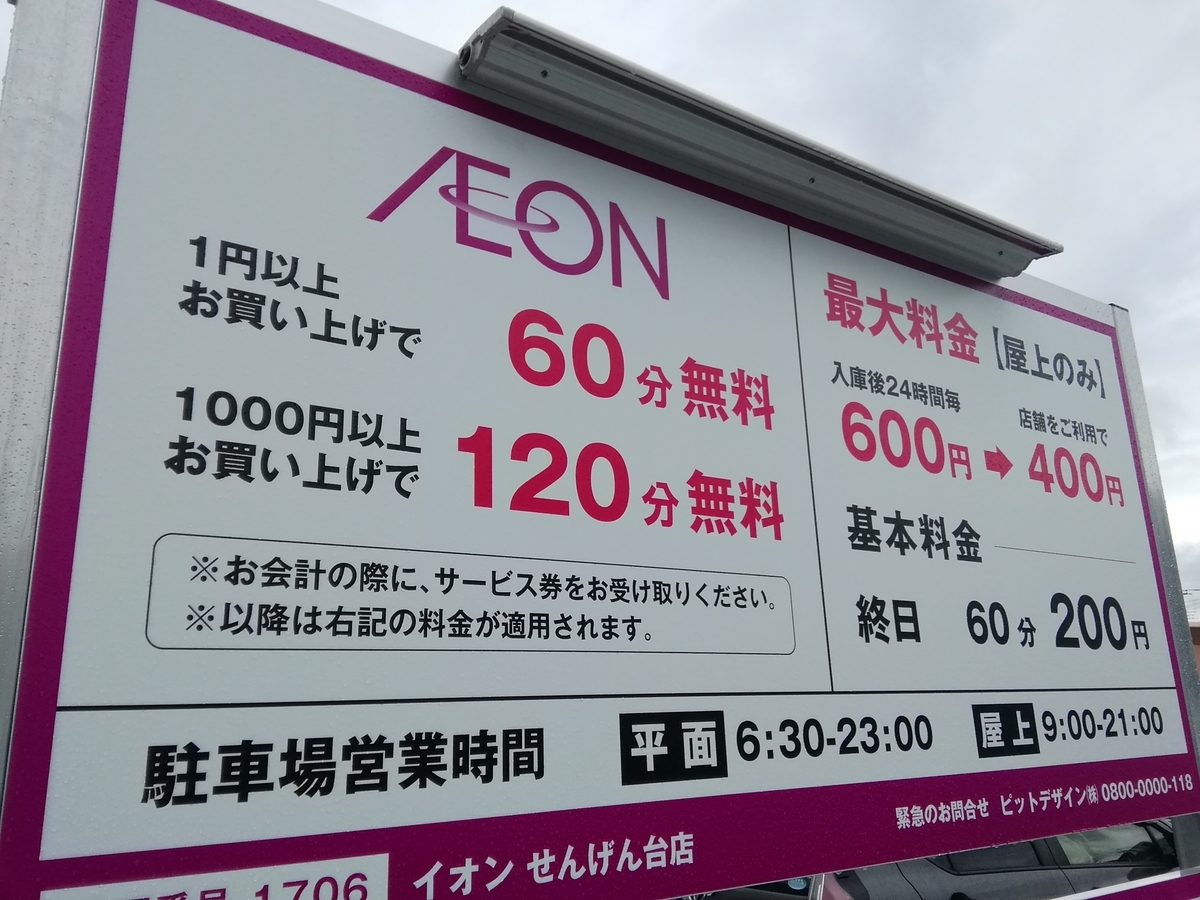 ÆON
1円以上
お買い上げで
60分無料
1000円以上
お買い上げで
120分無料
※お会計の際に、サービス券をお受け取りください。
※以降は右記の料金が適用されます。
最大料金【屋上のみ】
入庫後24時間毎
600円➡
店舗をご利用で
400円
基本料金
終日 60分 200円
駐車場営業時間 平面 6:30-23:00 屋上 9:00-21:00
緊急のお問合せ ピットデザイン㈱ 0800-0000-118
番号 1706
イオン せんげん台店